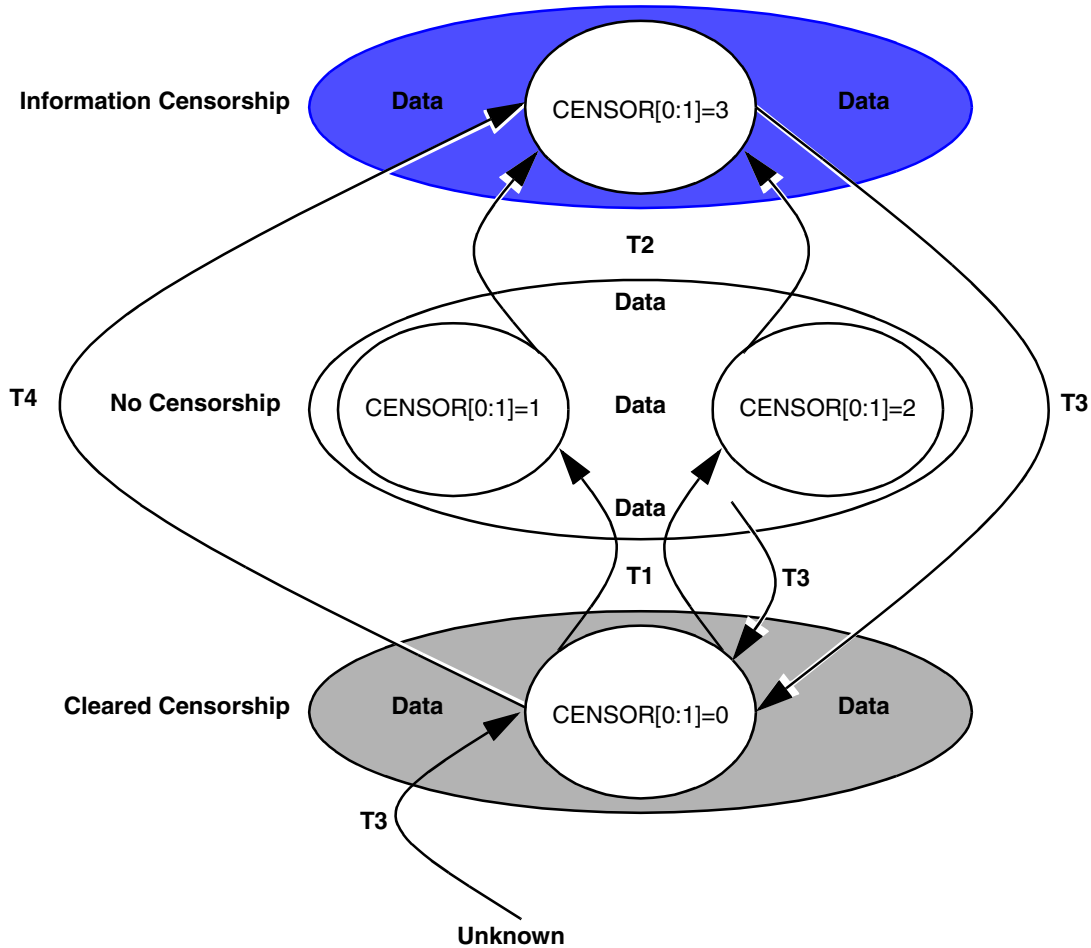 Information Censorship
Data
CENSOR[0:1]=3
Data
T2
Data
T4
No Censorship
CENSOR[0:1]=1
Data
CENSOR[0:1]=2
T3
Data
T1
T3
Cleared Censorship
Data
CENSOR[0:1]=0
Data
T3
Unknown